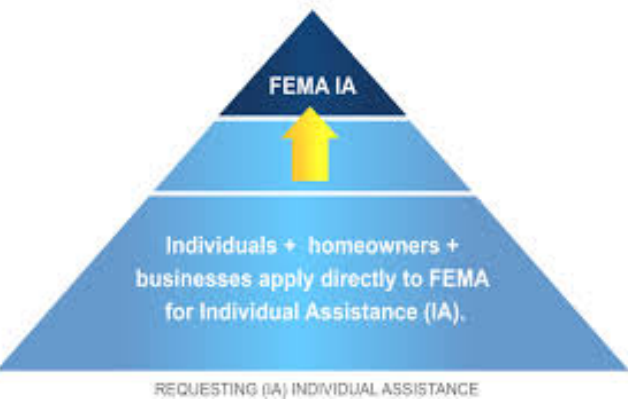 FEMA IA
Individuals + homeowners +
businesses apply directly to FEMA
for Individual Assistance (IA).
REQUESTING (IA) INDIVIDUAL ASSISTANCE